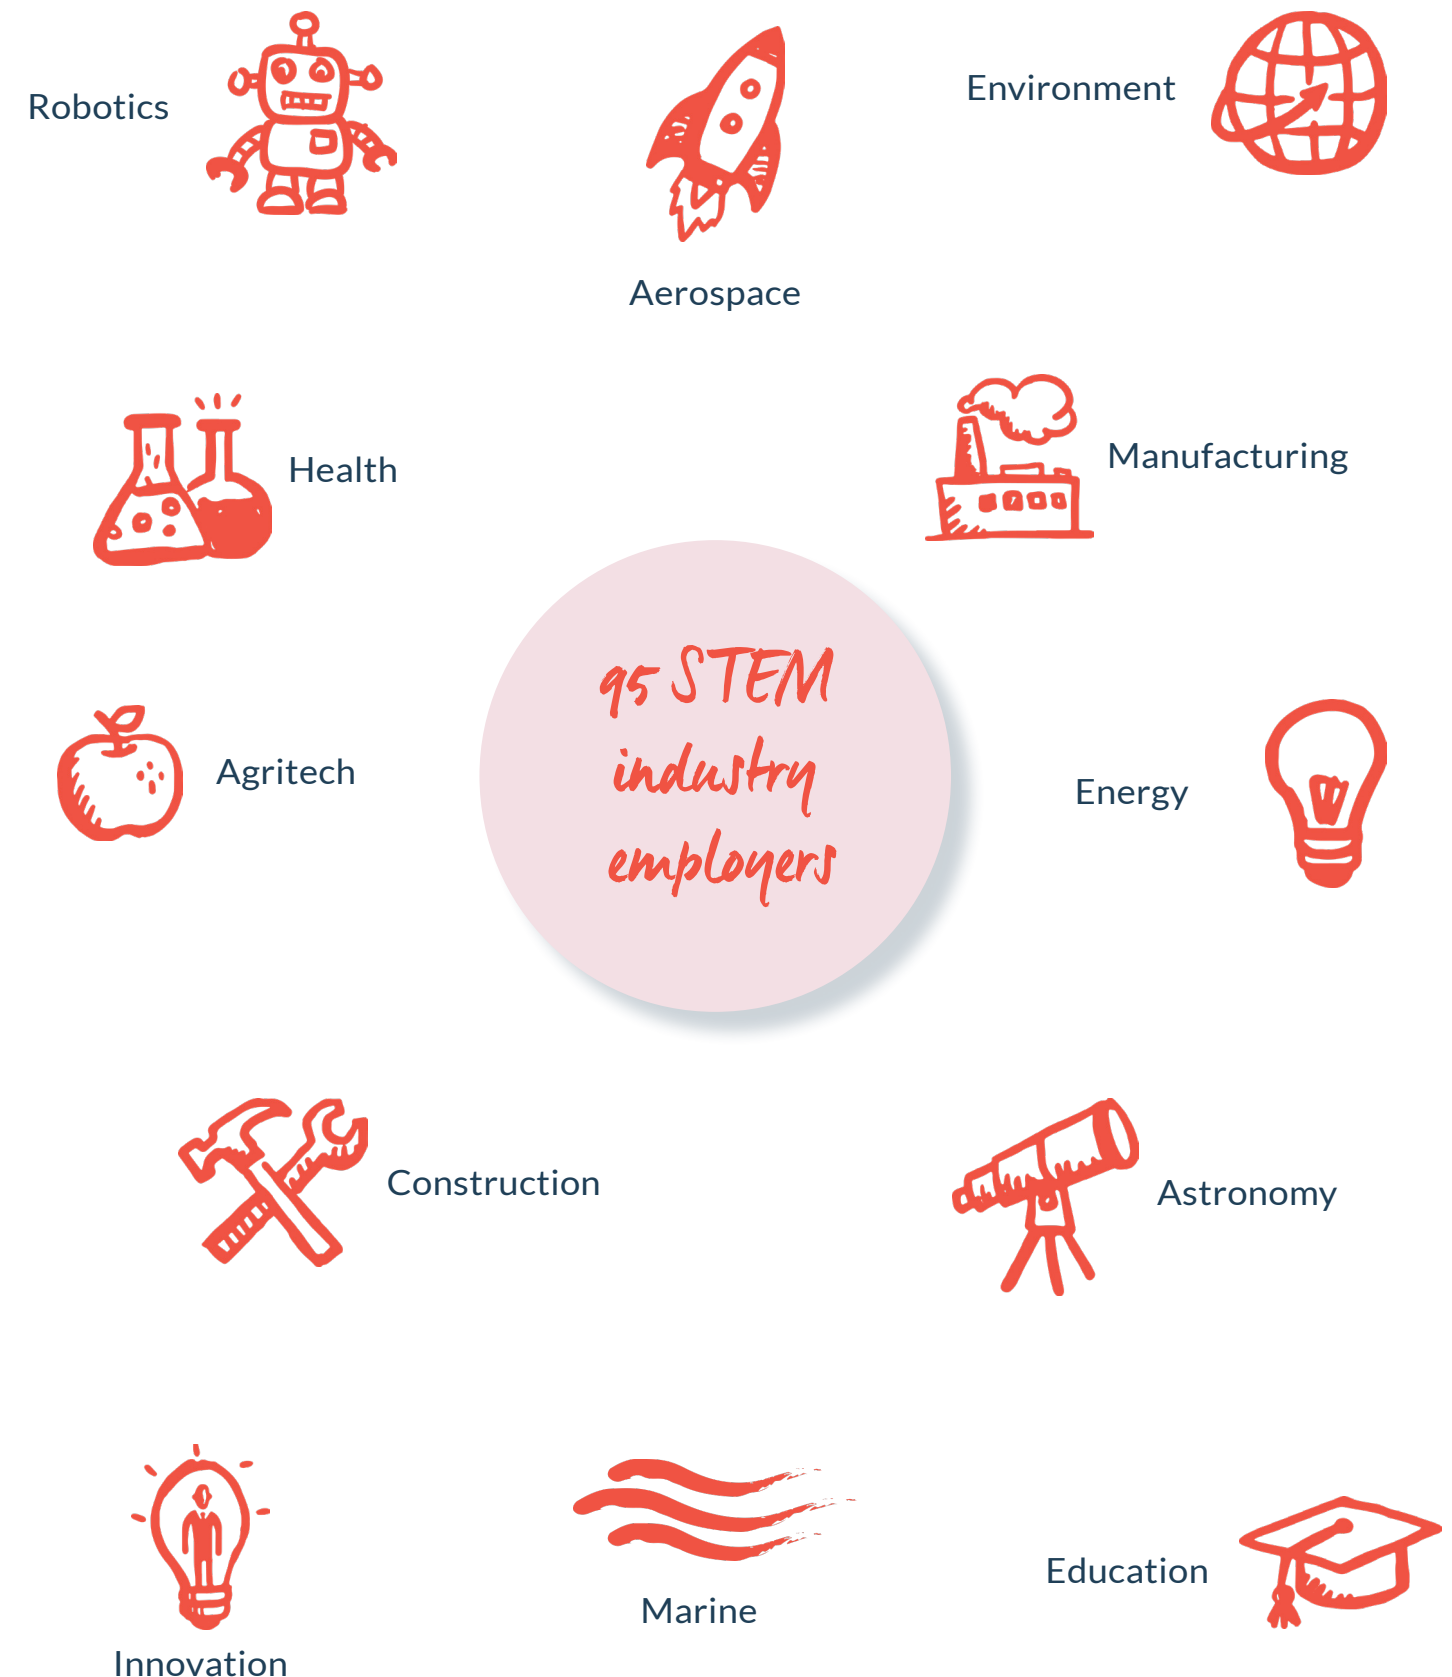 Robotics
Environment
Aerospace
Health
Manufacturing
95 STEM
industry
employers
Agritech
Energy
Construction
Astronomy
Education
Marine
Innovation